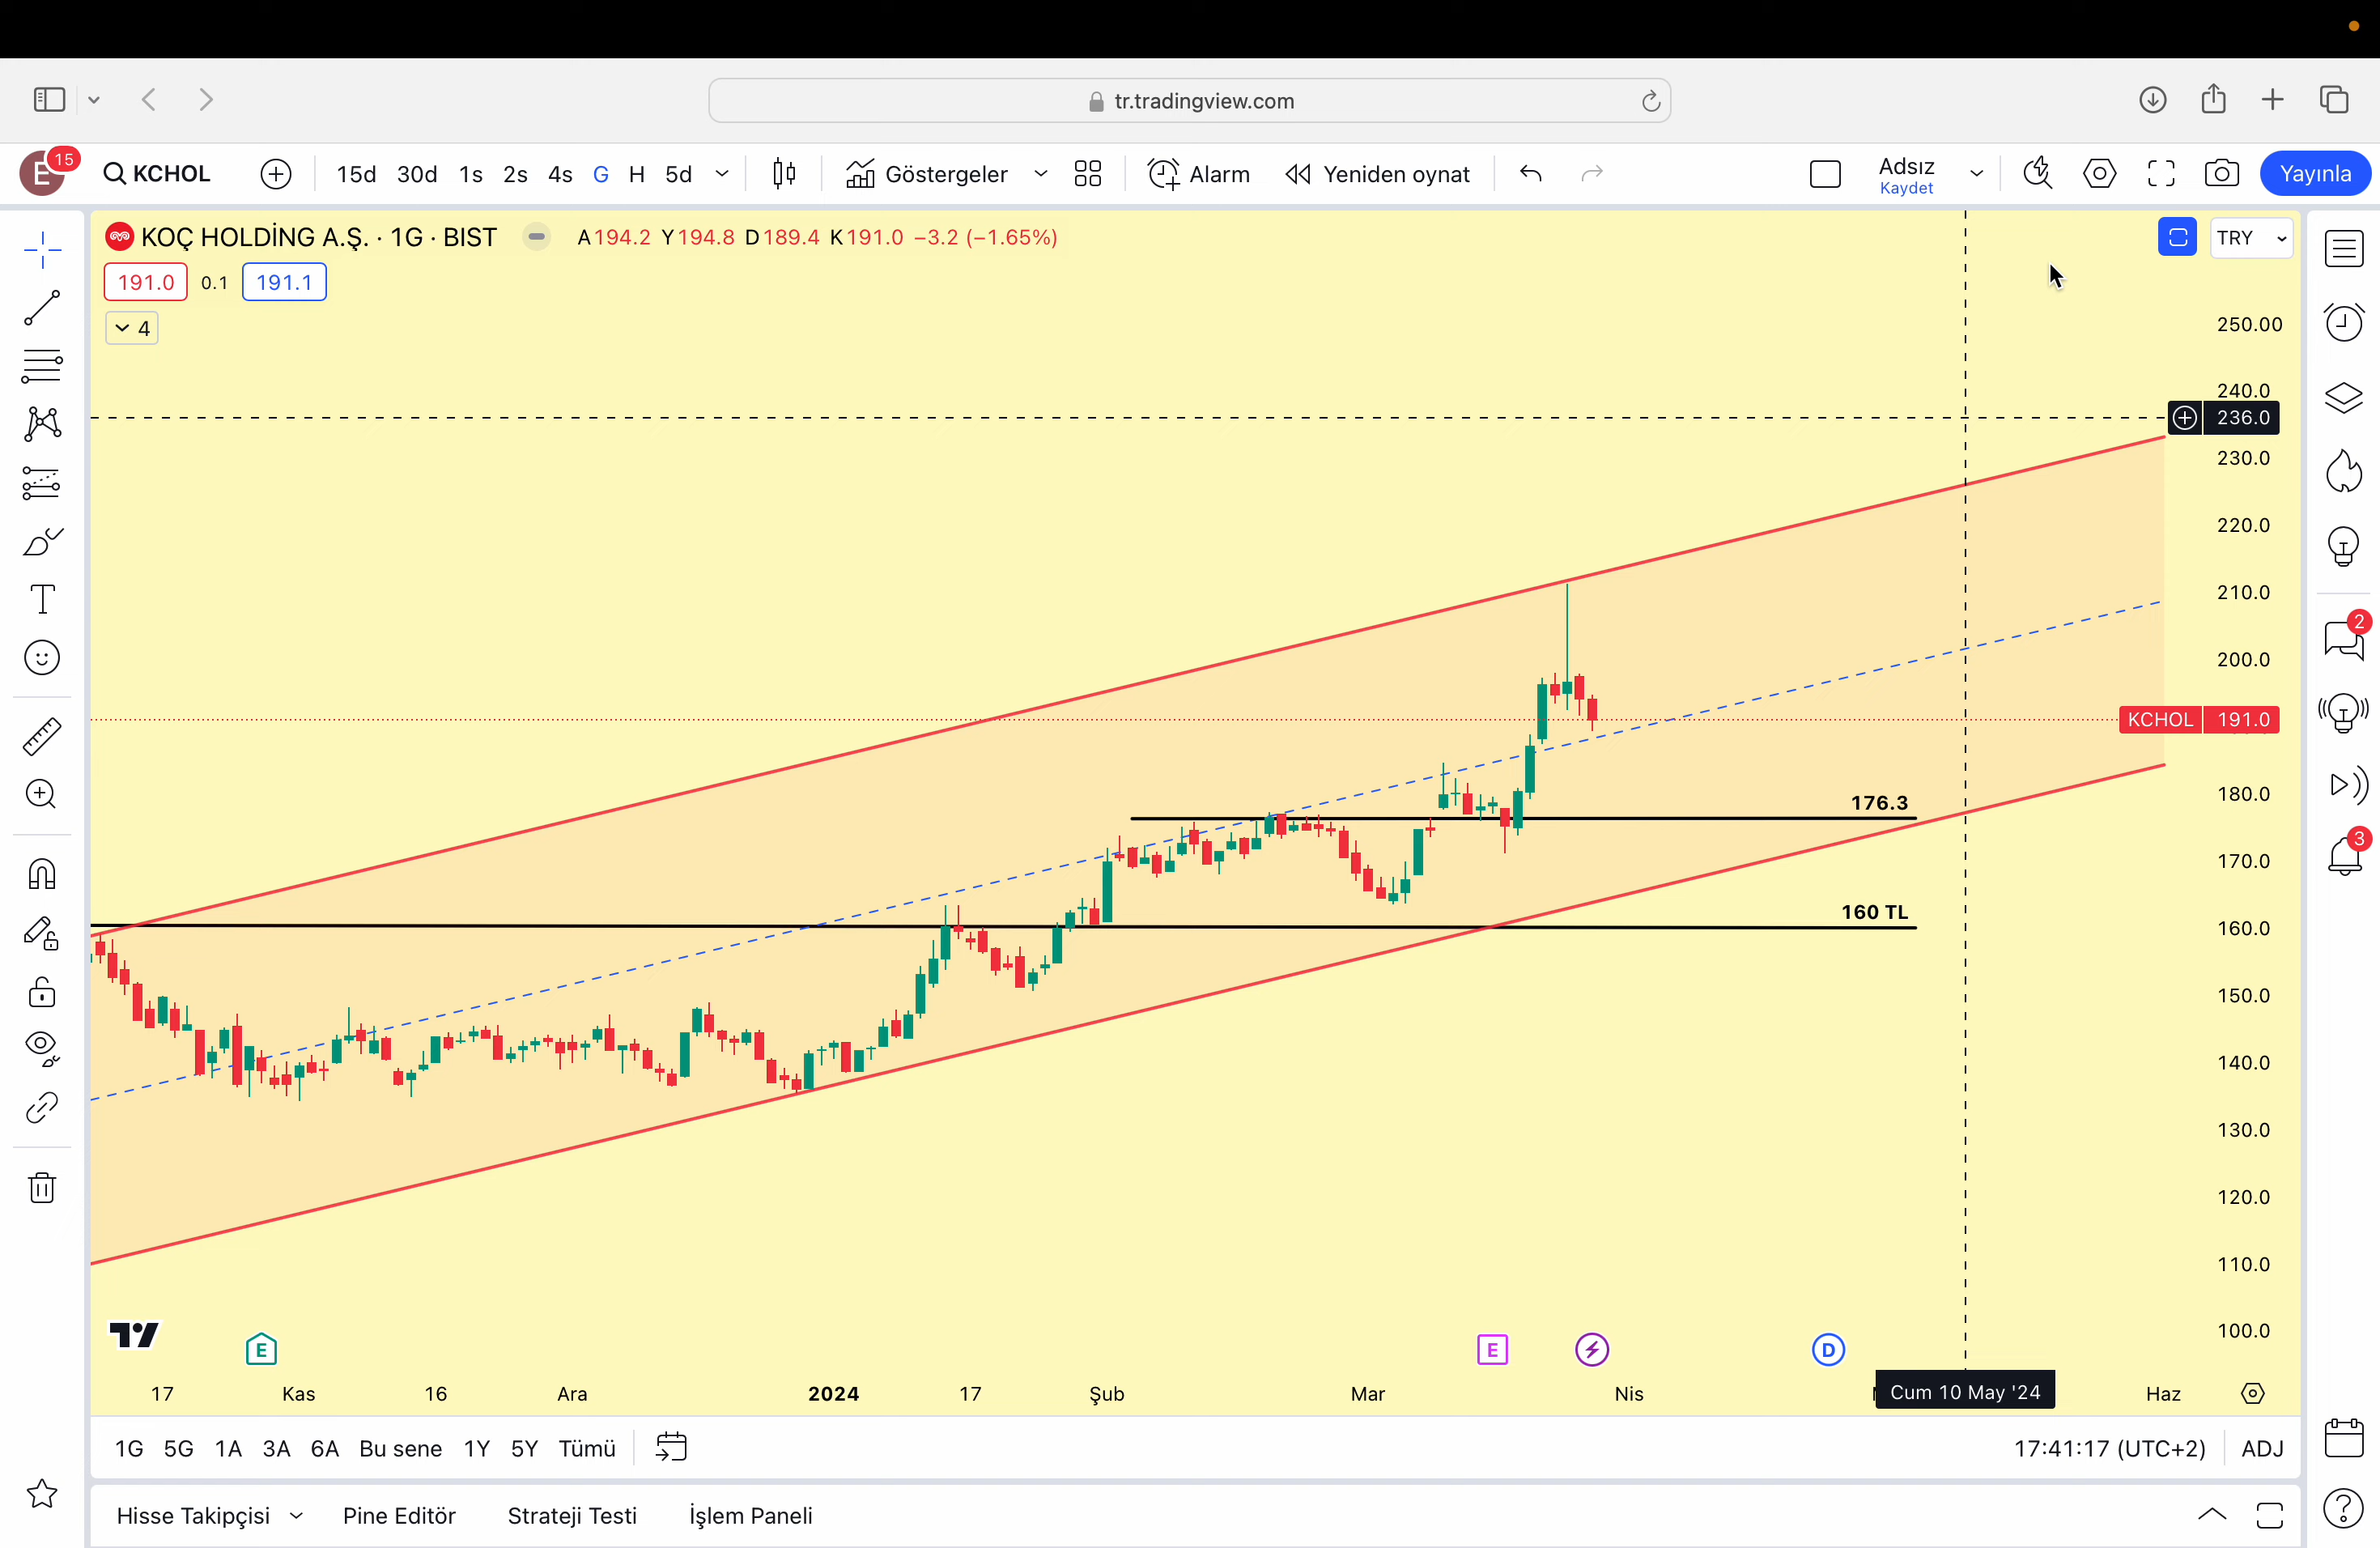 tr.tradingview.com
E 15 KCHOL 15d 30d 1s 2s 4s G H 5d Göstergeler Alarm Yeniden oynat Adsız Yayınla
Kaydet
KOÇ HOLDİNG A.Ş. · 1G · BIST A194.2 Y194.8 D189.4 K191.0 −3.2 (−1.65%) TRY
191.0 0.1 191.1
4
250.00
240.0
236.0
230.0
220.0
210.0
200.0
KCHOL 191.0
180.0
176.3
170.0
160 TL
160.0
150.0
140.0
130.0
120.0
110.0
100.0
2
3
E E D
17 Kas 16 Ara 2024 17 Şub Mar Nis Cum 10 May '24 Haz
1G 5G 1A 3A 6A Bu sene 1Y 5Y Tümü 17:41:17 (UTC+2) ADJ
Hisse Takipçisi Pine Editör Strateji Testi İşlem Paneli